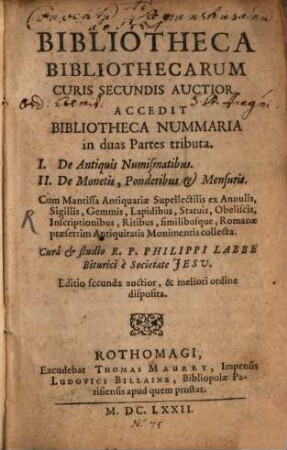 BIBLIOTHECA
BIBLIOTHECARUM
CURIS SECUNDIS AUCTIOR.
ACCEDIT
BIBLIOTHECA NUMMARIA
in duas Partes tributa.
I. De Antiquis Numismatibus.
II. De Monetis, Ponderibus & Mensuris.
Cum Mantissa Antiquariæ Supellectilis ex Annulis,
Sigillis, Gemmis, Lapidibus, Statuis, Obeliscis,
Inscriptionibus, Ritibus, similibusque, Romanæ
præsertim Antiquitatis Monimentis collecta.
Curâ & studio R. P. PHILIPPI LABBE
Biturici è Societate JESV.
Editio secunda auctior, & meliori ordine
disposita.
ROTHOMAGI,
Excudebat THOMAS MAURRY, Impensis
LUDOVICI BILLAINE, Bibliopolæ Pa-
risiensis apud quem prostat.
M. DC. LXXII.
N. 75